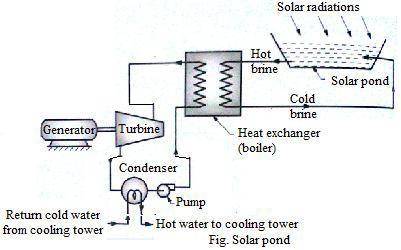 Solar radiations
Hot
brine
Solar pond
Cold
brine
Generator
Turbine
Heat exchanger
(boiler)
Condenser
Pump
Return cold water
from cooling tower
Hot water to cooling tower
Fig. Solar pond